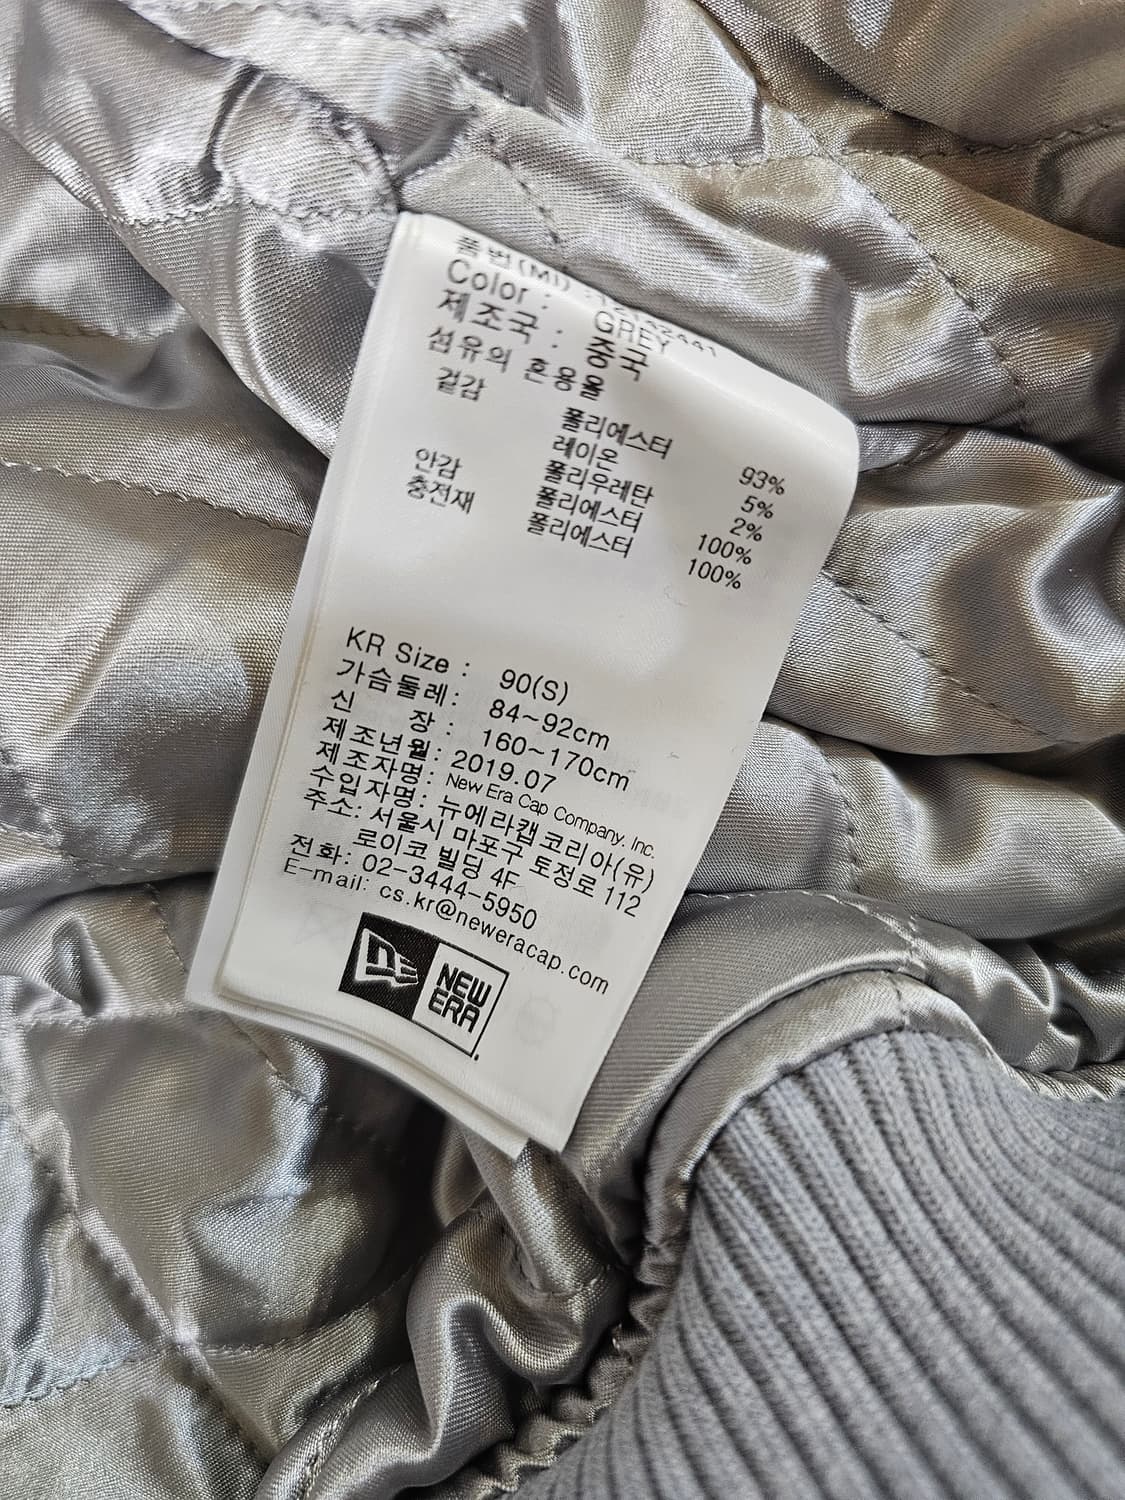 품번(MI) :
Color : GREY
제조국 : 중국
섬유의 혼용율
겉감 폴리에스터 93%
레이온 5%
폴리우레탄 2%
안감 폴리에스터 100%
충전재 폴리에스터 100%
KR Size : 90(S)
가슴둘레: 84~92cm
신 장 : 160~170cm
제조년월: 2019.07
제조자명: New Era Cap Company, Inc.
수입자명: 뉴에라캡코리아(유)
주소: 서울시 마포구 토정로 112
로이코 빌딩 4F
전화: 02-3444-5950
E-mail: cs.kr@neweracap.com
NEW
ERA